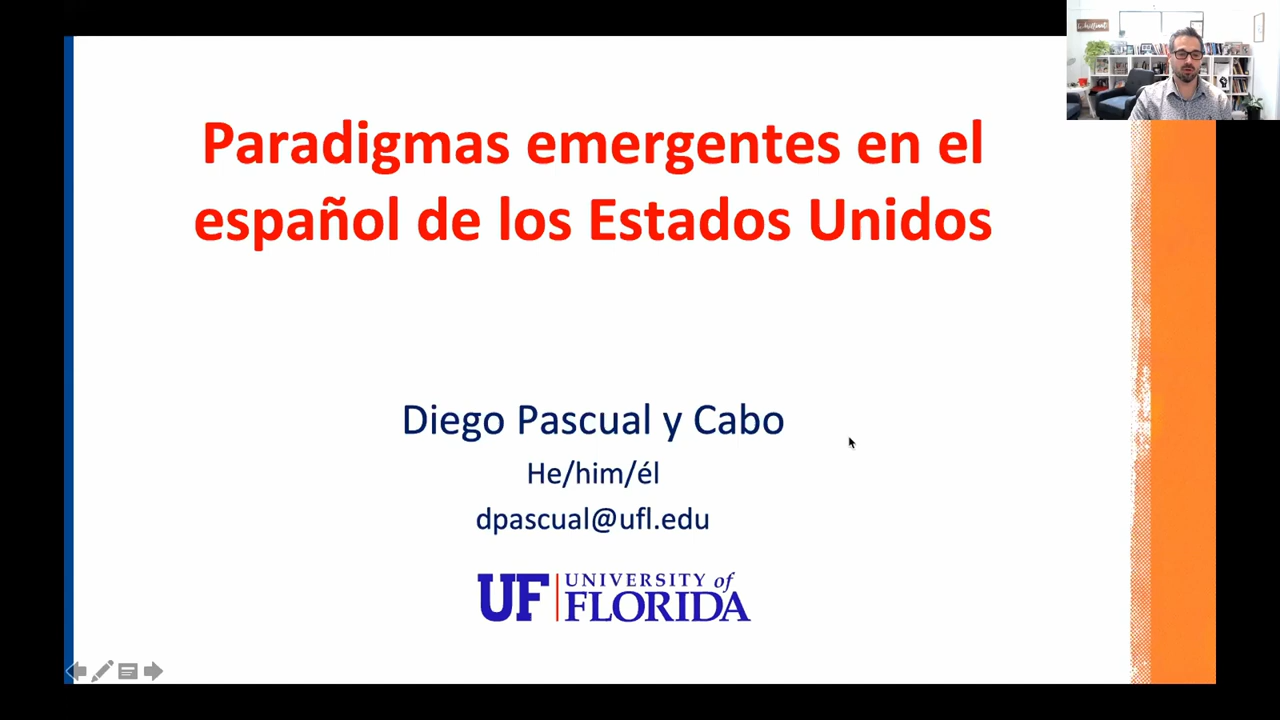 Paradigmas emergentes en el
español de los Estados Unidos
Diego Pascual y Cabo
He/him/él
dpascual@ufl.edu
UF UNIVERSITY of
FLORIDA